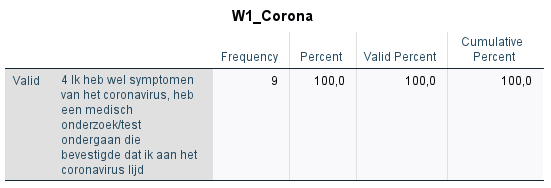 W1_Corona
Frequency Percent Valid Percent Cumulative Percent
Valid 4 Ik heb wel symptomen 9 100,0 100,0 100,0
van het coronavirus, heb
een medisch
onderzoek/test
ondergaan die
bevestigde dat ik aan het
coronavirus lijd